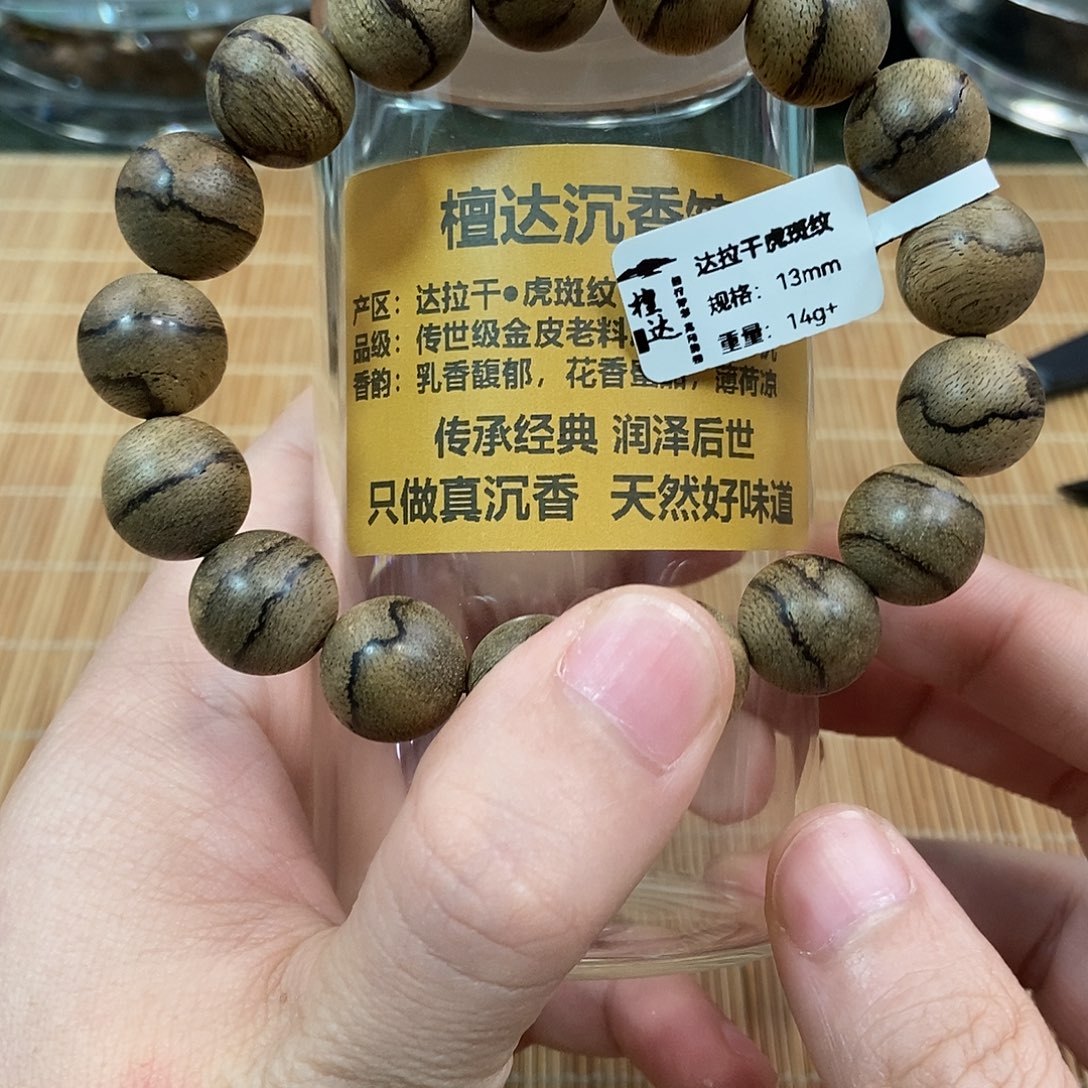 檀达沉香
产区：达拉干•虎斑纹
品级：传世级金皮老料
香韵：乳香馥郁，花香 薄荷凉
传承经典 润泽后世
只做真沉香 天然好味道
檀达
达拉干虎斑纹
规格：13mm
重量：14g+